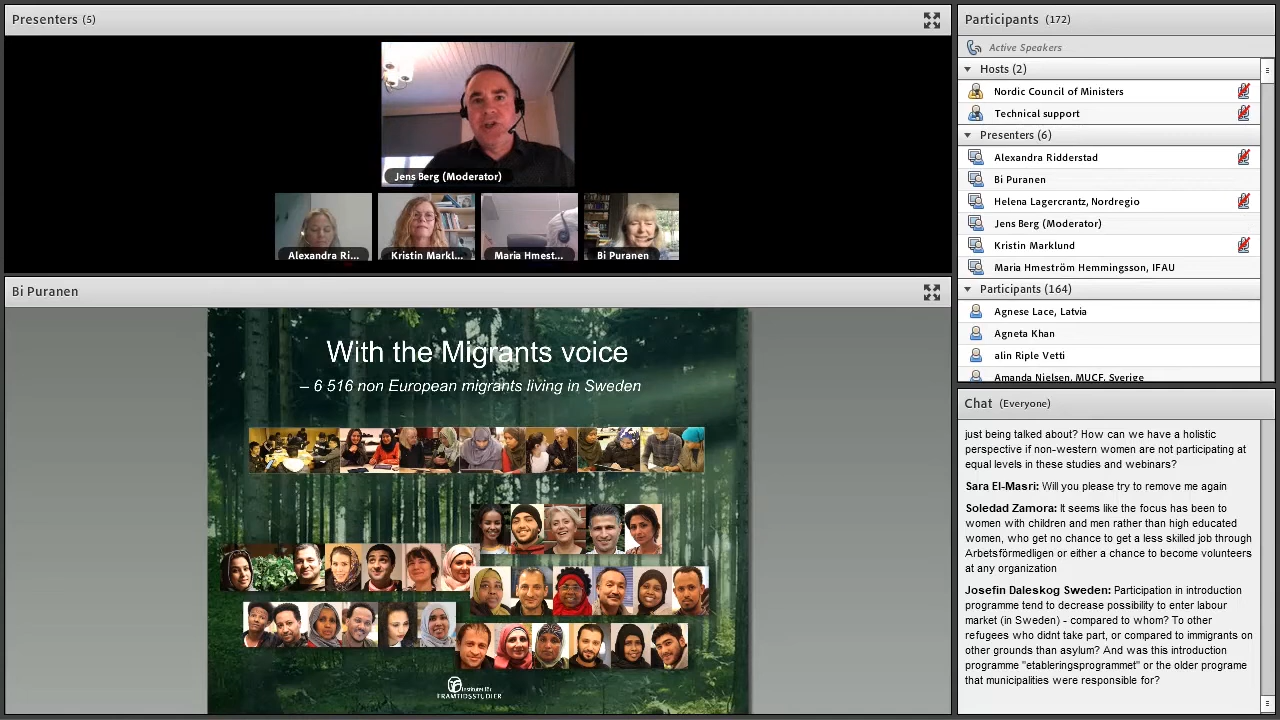 Presenters (5)
Jens Berg (Moderator)
Alexandra Ri...
Kristin Markl...
Maria Hmest...
Bi Puranen
Bi Puranen
With the Migrants voice
– 6 516 non European migrants living in Sweden
Institutet för
FRAMTIDSSTUDIER
Participants (172)
Active Speakers
Hosts (2)
Nordic Council of Ministers
Technical support
Presenters (6)
Alexandra Ridderstad
Bi Puranen
Helena Lagercrantz, Nordregio
Jens Berg (Moderator)
Kristin Marklund
Maria Hmeström Hemmingsson, IFAU
Participants (164)
Agnese Lace, Latvia
Agneta Khan
alin Riple Vetti
Amanda Nielsen, MUCF, Sverige
Chat (Everyone)
just being talked about? How can we have a holistic
perspective if non-western women are not participating at
equal levels in these studies and webinars?
Sara El-Masri: Will you please try to remove me again
Soledad Zamora: It seems like the focus has been to
women with children and men rather than high educated
women, who get no chance to get a less skilled job through
Arbetsförmedligen or either a chance to become volunteers
at any organization
Josefin Daleskog Sweden: Participation in introduction
programme tend to decrease possibility to enter labour
market (in Sweden) - compared to whom? To other
refugees who didnt take part, or compared to immigrants on
other grounds than asylum? And was this introduction
programme "etableringsprogrammet" or the older programe
that municipalities were responsible for?